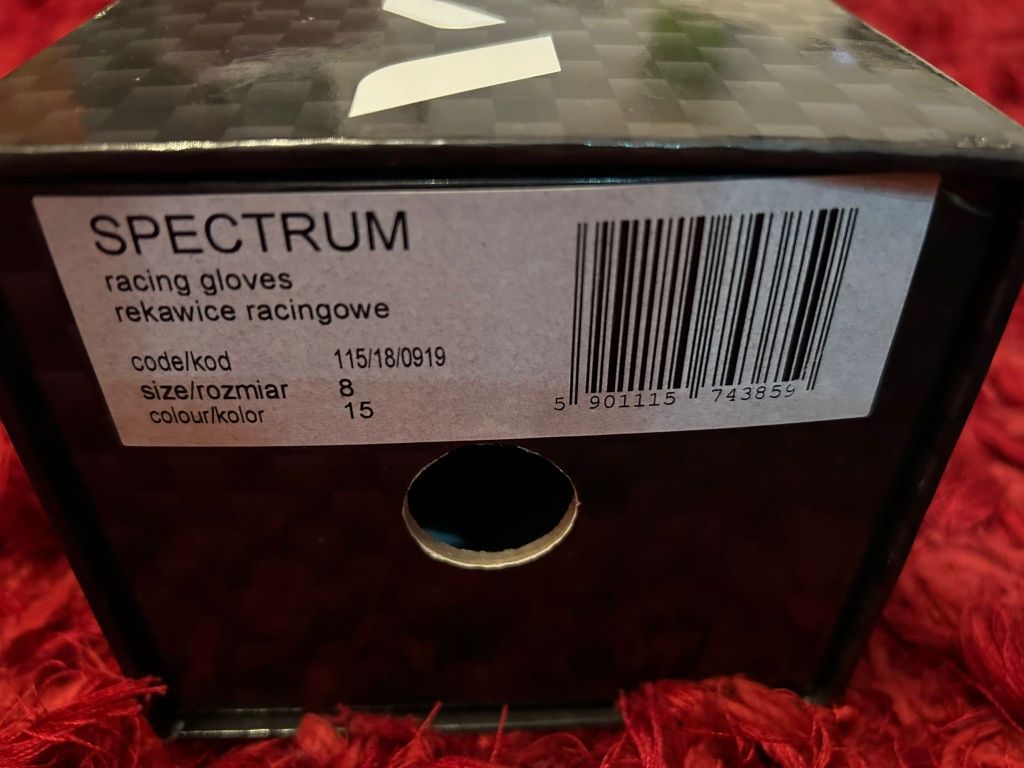 SPECTRUM
racing gloves
rekawice racingowe
code/kod 115/18/0919
size/rozmiar 8
colour/kolor 15
5 901115 743859